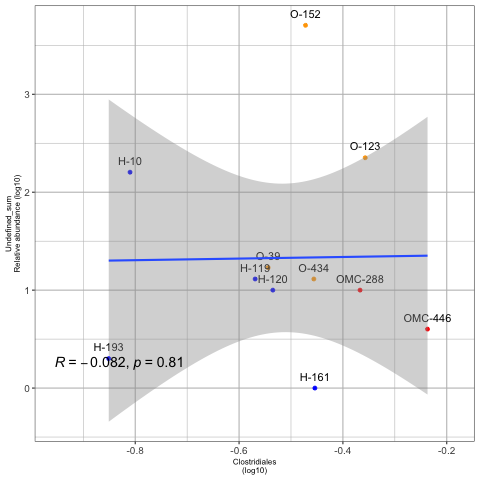 O-152
3
O-123
H-10
2
Undefined_sum
Relative abundance (log10)
O-39
H-119
O-434
H-120
OMC-288
1
OMC-446
H-193
R = −0.082, p = 0.81
H-161
0
-0.8
-0.6
-0.4
-0.2
Clostridiales
(log10)